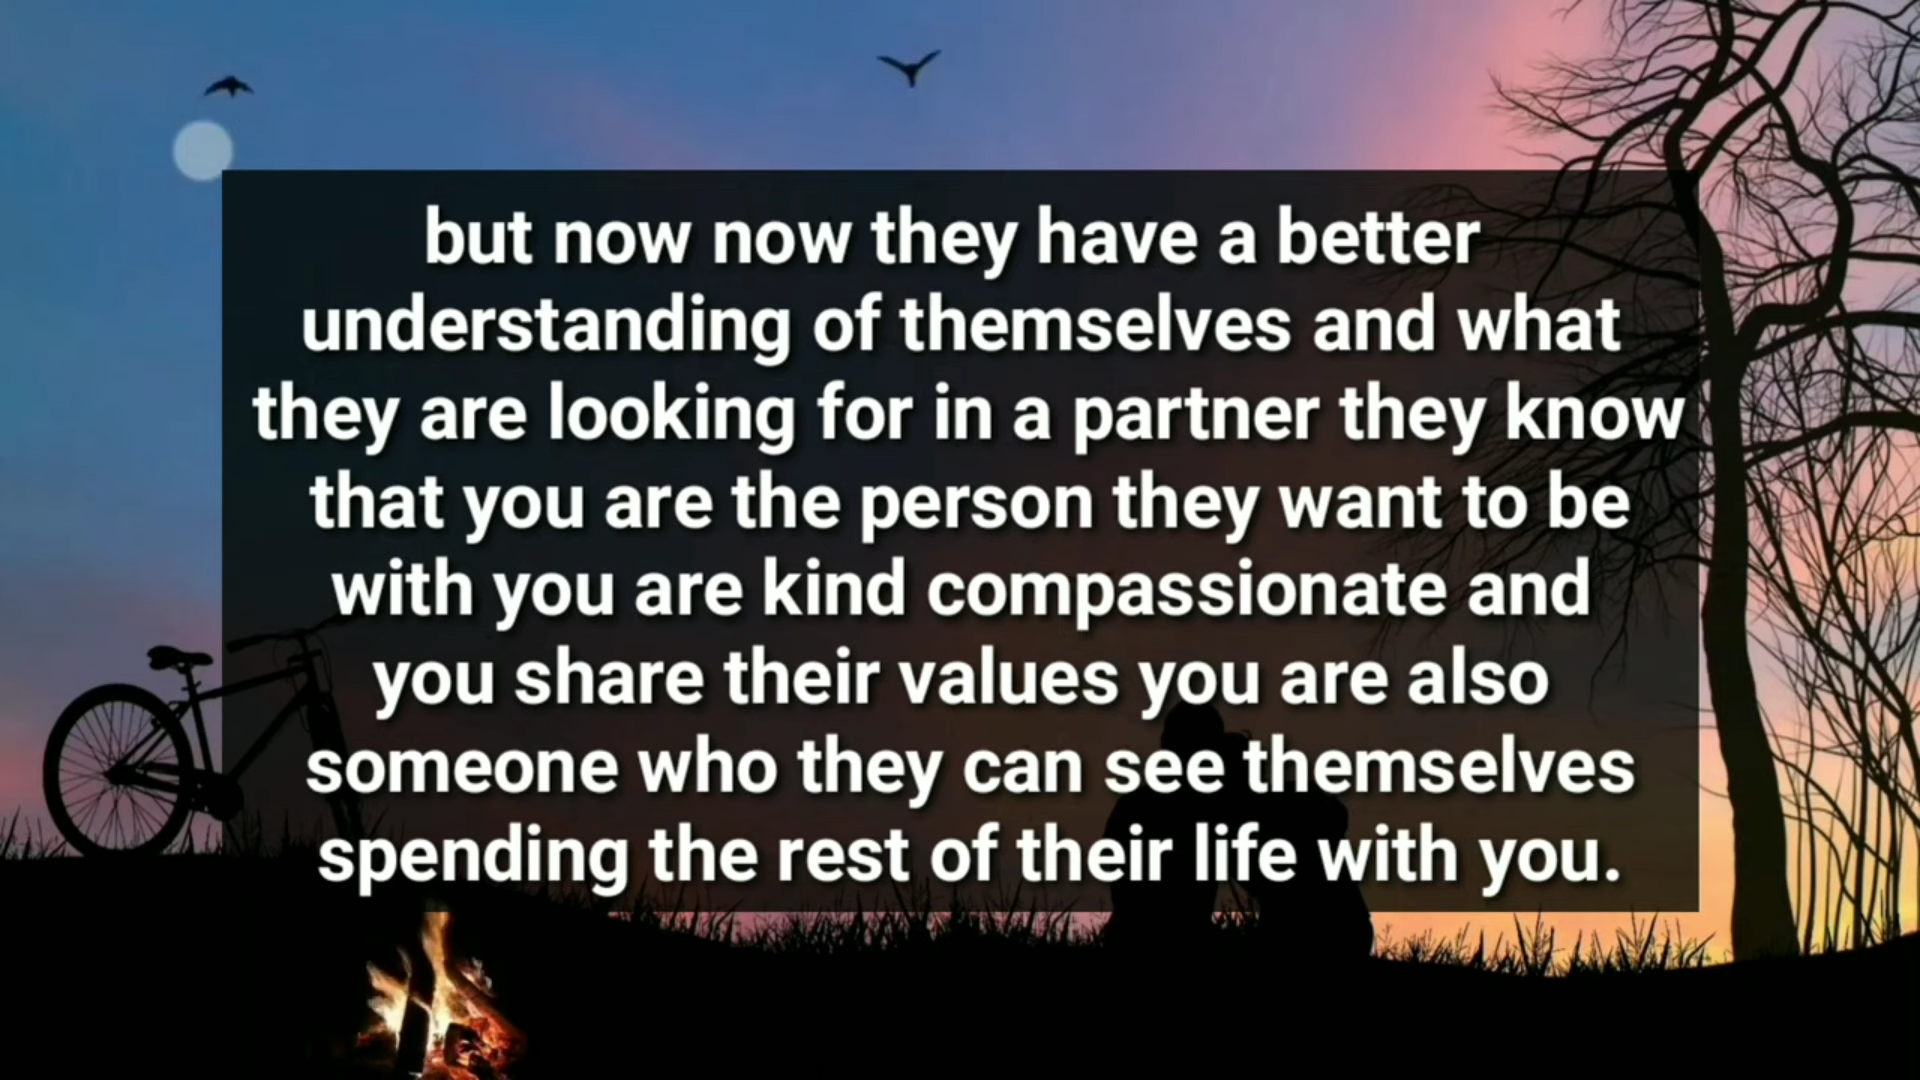 but now now they have a better
understanding of themselves and what
they are looking for in a partner they know
that you are the person they want to be
with you are kind compassionate and
you share their values you are also
someone who they can see themselves
spending the rest of their life with you.